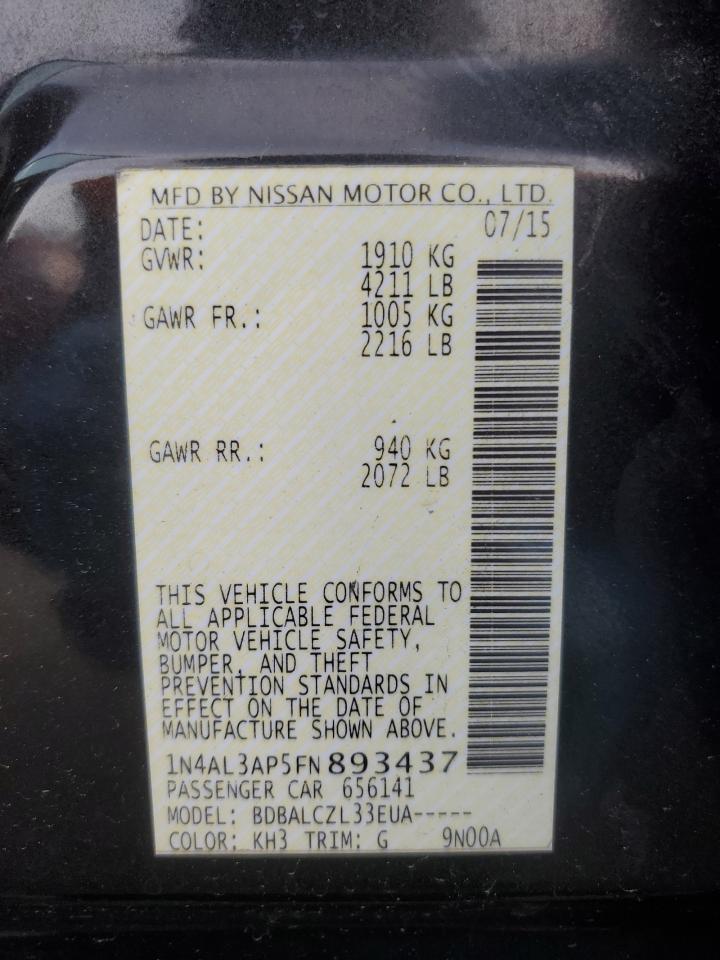 MFD BY NISSAN MOTOR CO., LTD.
DATE: 07/15
GVWR: 1910 KG
4211 LB
GAWR FR.: 1005 KG
2216 LB
GAWR RR.: 940 KG
2072 LB
THIS VEHICLE CONFORMS TO
ALL APPLICABLE FEDERAL
MOTOR VEHICLE SAFETY,
BUMPER, AND THEFT
PREVENTION STANDARDS IN
EFFECT ON THE DATE OF
MANUFACTURE SHOWN ABOVE.
1N4AL3AP5FN893437
PASSENGER CAR 656141
MODEL: BDBALCZL33EUA-----
COLOR: KH3 TRIM: G 9N00A